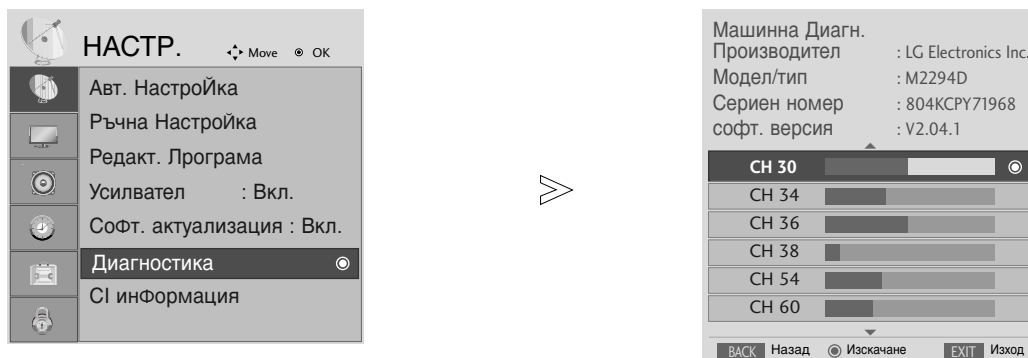 НАСТР. Move OK
Авт. НастроЙка
Ръчна НастроЙка
Редакт. Програма
Усилвател : Вкл.
СоФт. актуализация : Вкл.
Диагностика
CI инФормация
Машинна Диагн.
Производител : LG Electronics Inc.
Модел/тип : M2294D
Сериен номер : 804KCPY71968
софт. версия : V2.04.1
CH 30
CH 34
CH 36
CH 38
CH 54
CH 60
BACK Назад Изскачане EXIT Изход